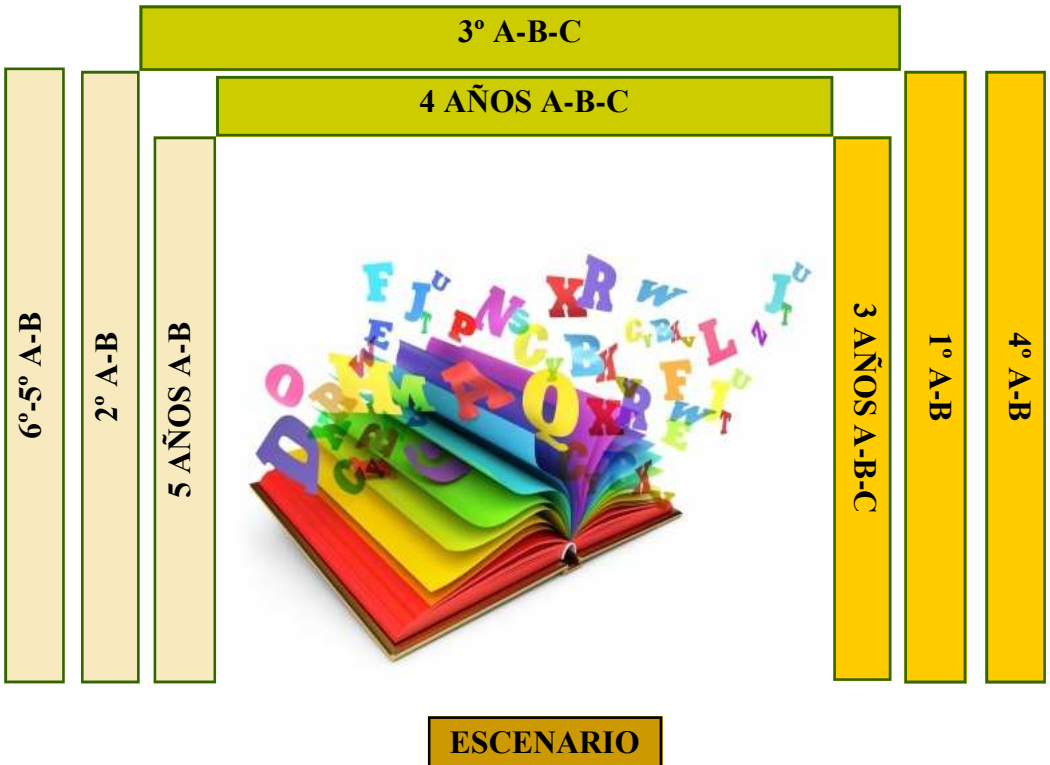 3º A-B-C
4 AÑOS A-B-C
6º-5º A-B
2º A-B
5 AÑOS A-B
3 AÑOS A-B-C
1º A-B
4º A-B
ESCENARIO